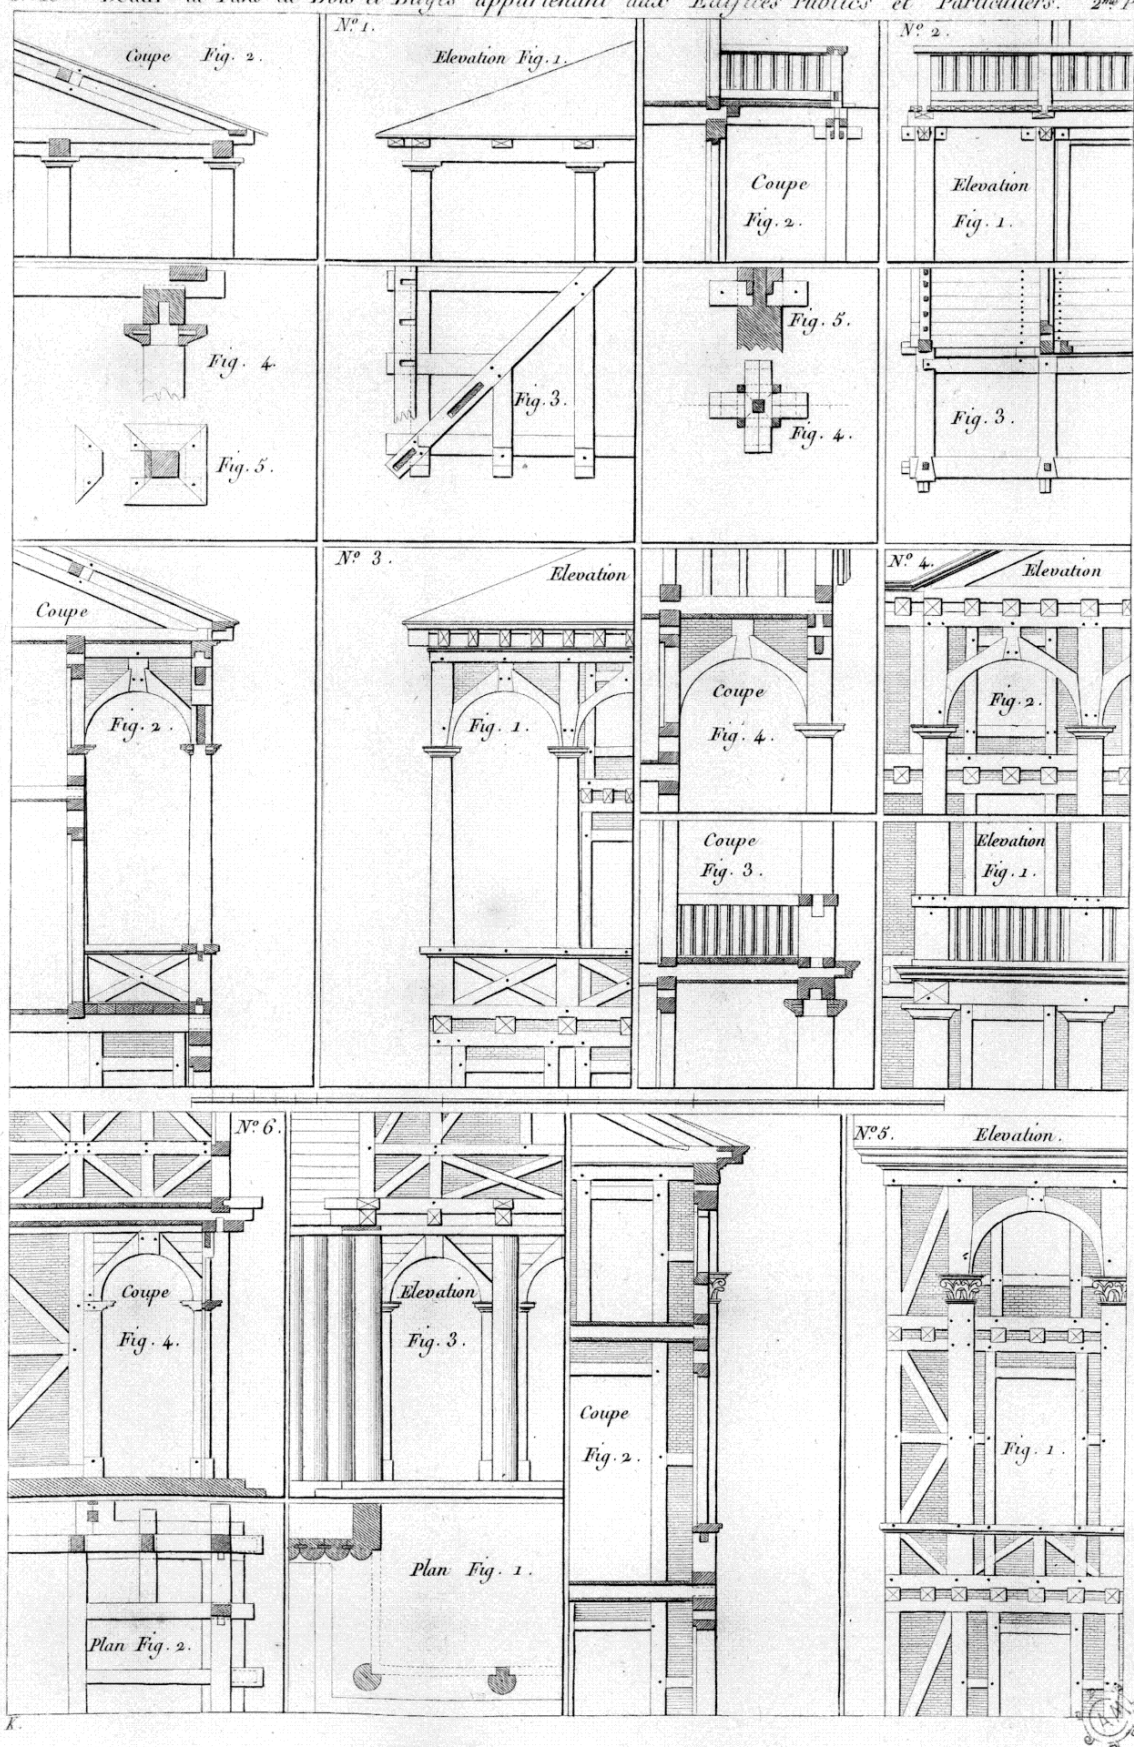 et Etages appartenant aux Edifices Publics et Particuliers.
Coupe Fig. 2.
N.º 1.
Elevation Fig. 1.
Coupe
Fig. 2.
N.º 2.
Elevation
Fig. 1.
Fig. 4.
Fig. 5.
Fig. 3.
Fig. 5.
Fig. 4.
Fig. 3.
Coupe
Fig. 2.
N.º 3.
Elevation
Fig. 1.
Coupe
Fig. 4.
N.º 4.
Elevation
Fig. 2.
Coupe
Fig. 3.
Elevation
Fig. 1.
N.º 6.
Coupe
Fig. 4.
Elevation
Fig. 3.
Coupe
Fig. 2.
N.º 5.
Elevation.
Fig. 1.
Plan Fig. 2.
Plan Fig. 1.
K.